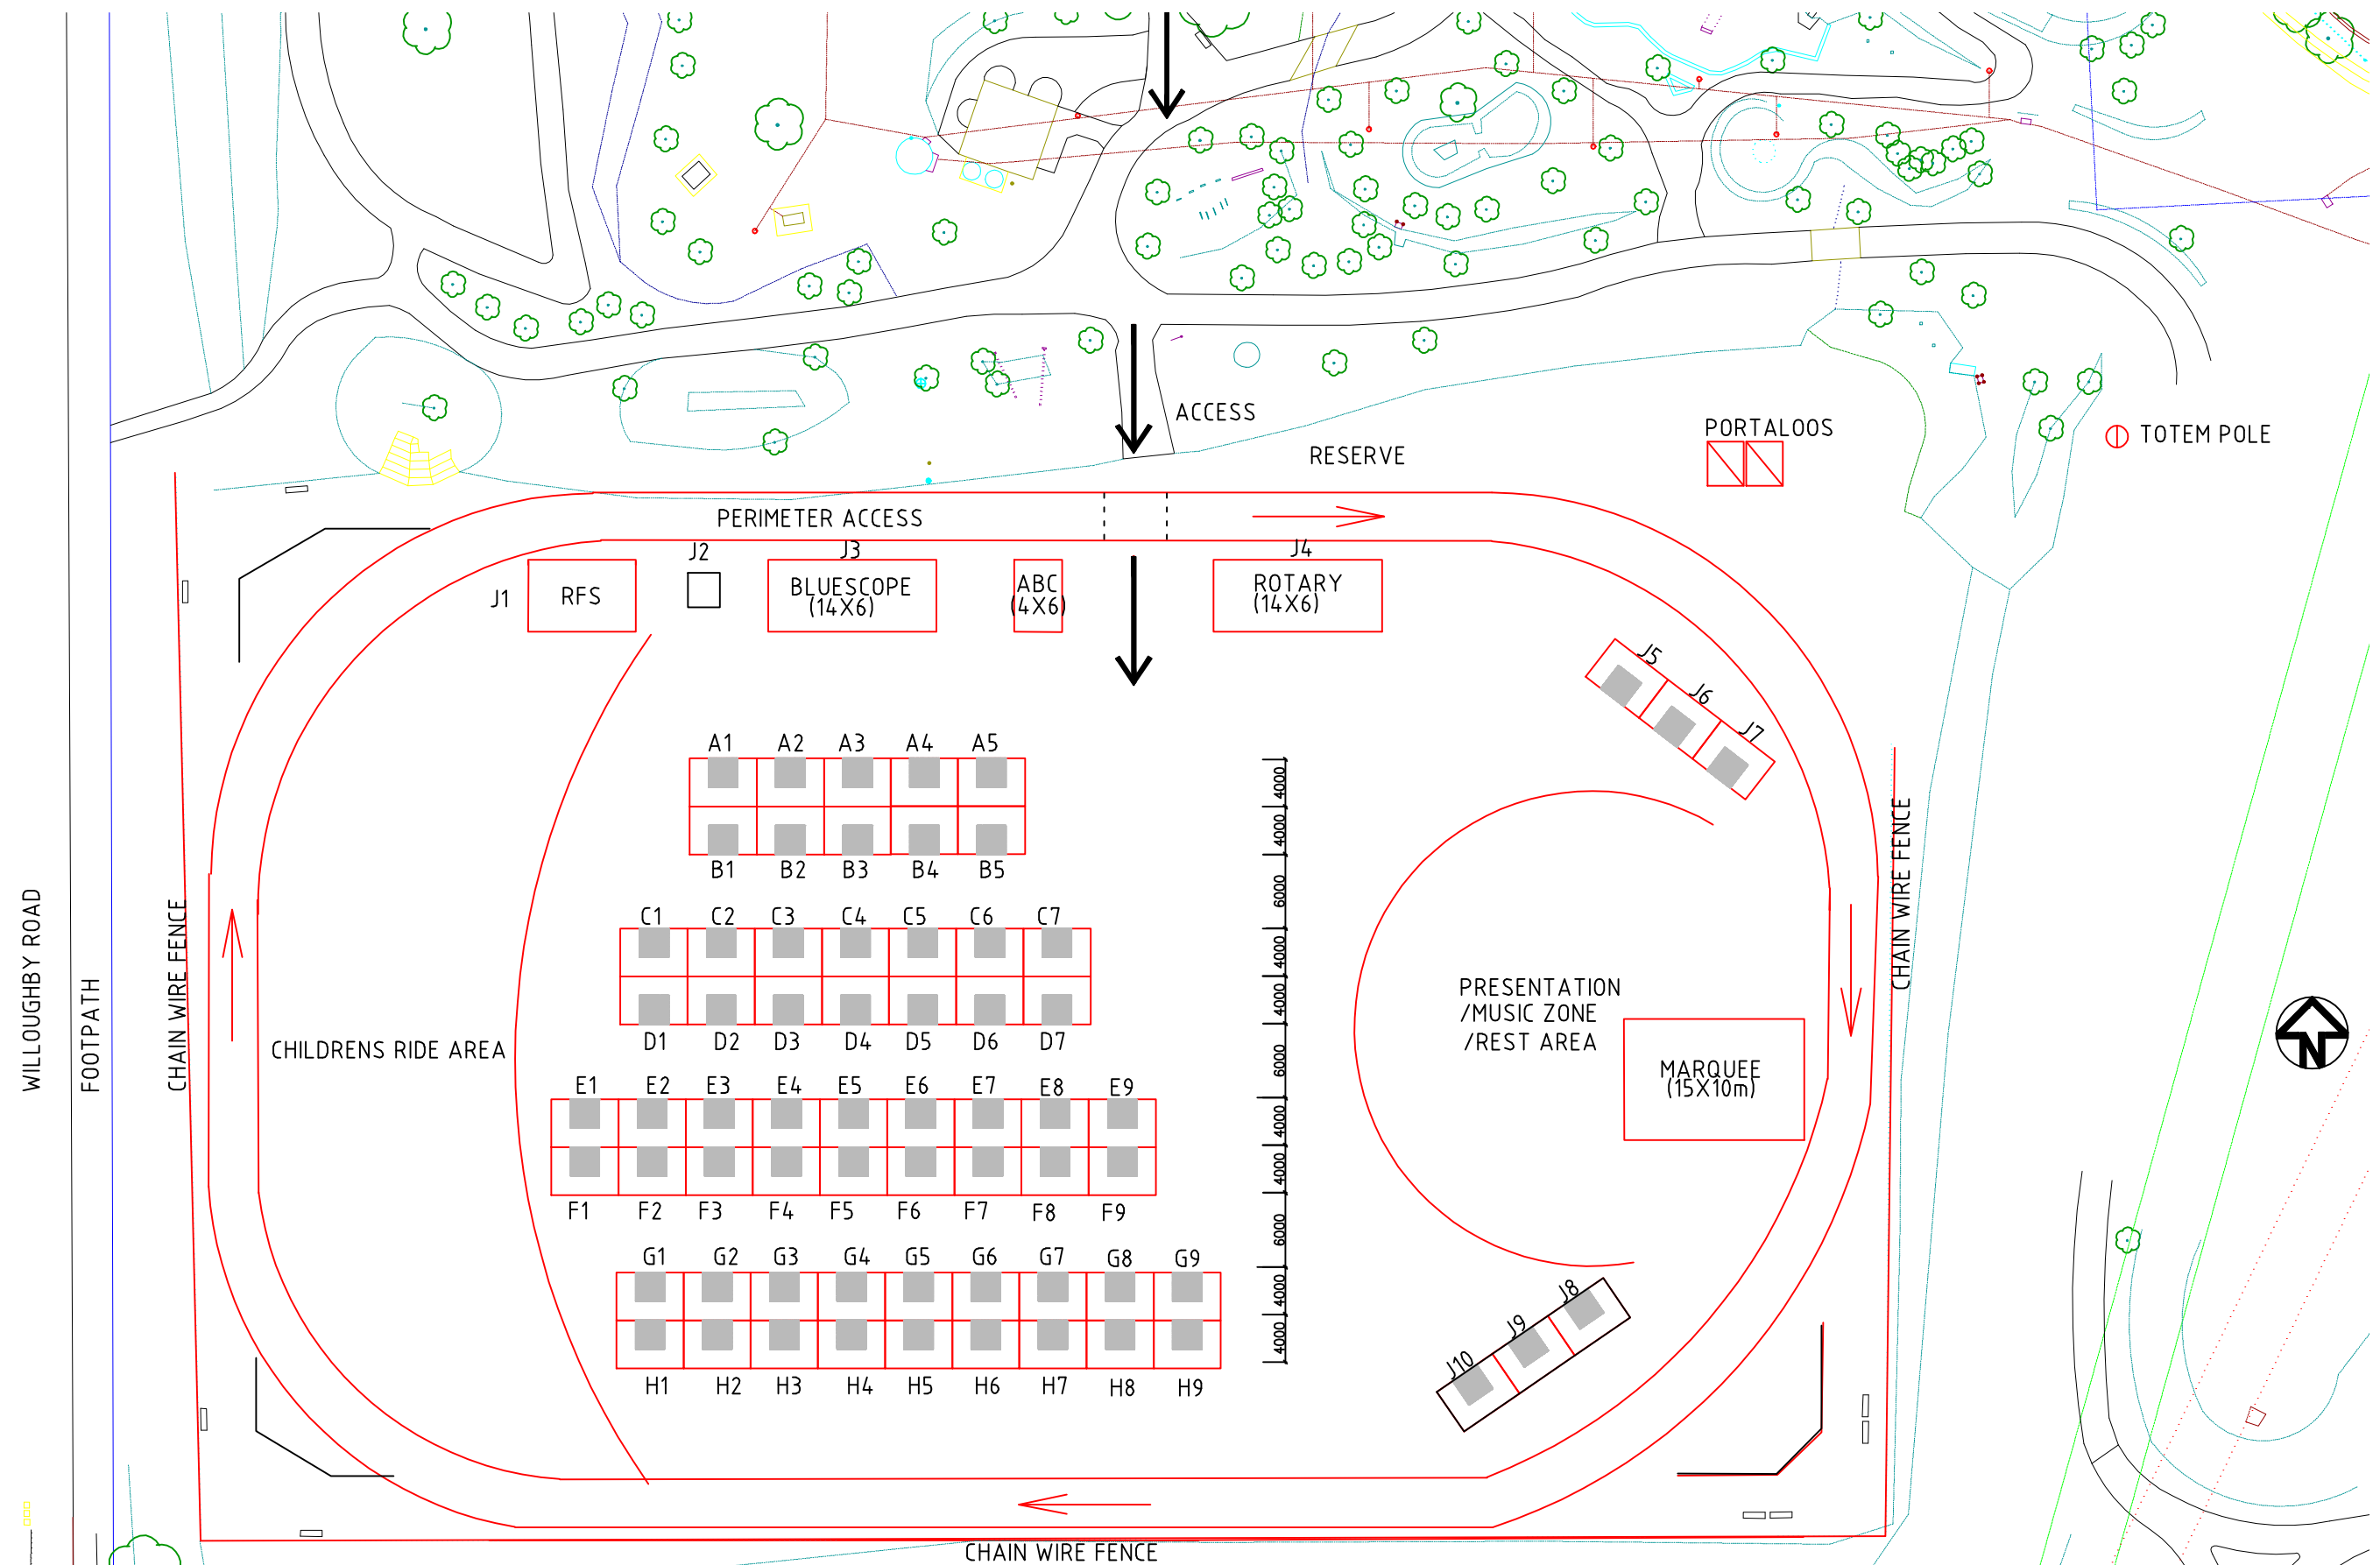 ACCESS
RESERVE
PORTALOOS
TOTEM POLE
PERIMETER ACCESS
J1
RFS
J2
J3
BLUESCOPE
(14X6)
ABC
(4X6)
J4
ROTARY
(14X6)
J5
J6
J7
A1 A2 A3 A4 A5
B1 B2 B3 B4 B5
C1 C2 C3 C4 C5 C6 C7
D1 D2 D3 D4 D5 D6 D7
E1 E2 E3 E4 E5 E6 E7 E8 E9
F1 F2 F3 F4 F5 F6 F7 F8 F9
G1 G2 G3 G4 G5 G6 G7 G8 G9
H1 H2 H3 H4 H5 H6 H7 H8 H9
4000
4000
6000
4000
4000
6000
4000
4000
6000
4000
4000
WILLOUGHBY ROAD
FOOTPATH
CHAIN WIRE FENCE
CHILDRENS RIDE AREA
PRESENTATION
/MUSIC ZONE
/REST AREA
MARQUEE
(15X10m)
CHAIN WIRE FENCE
N
J8
J9
J10
CHAIN WIRE FENCE